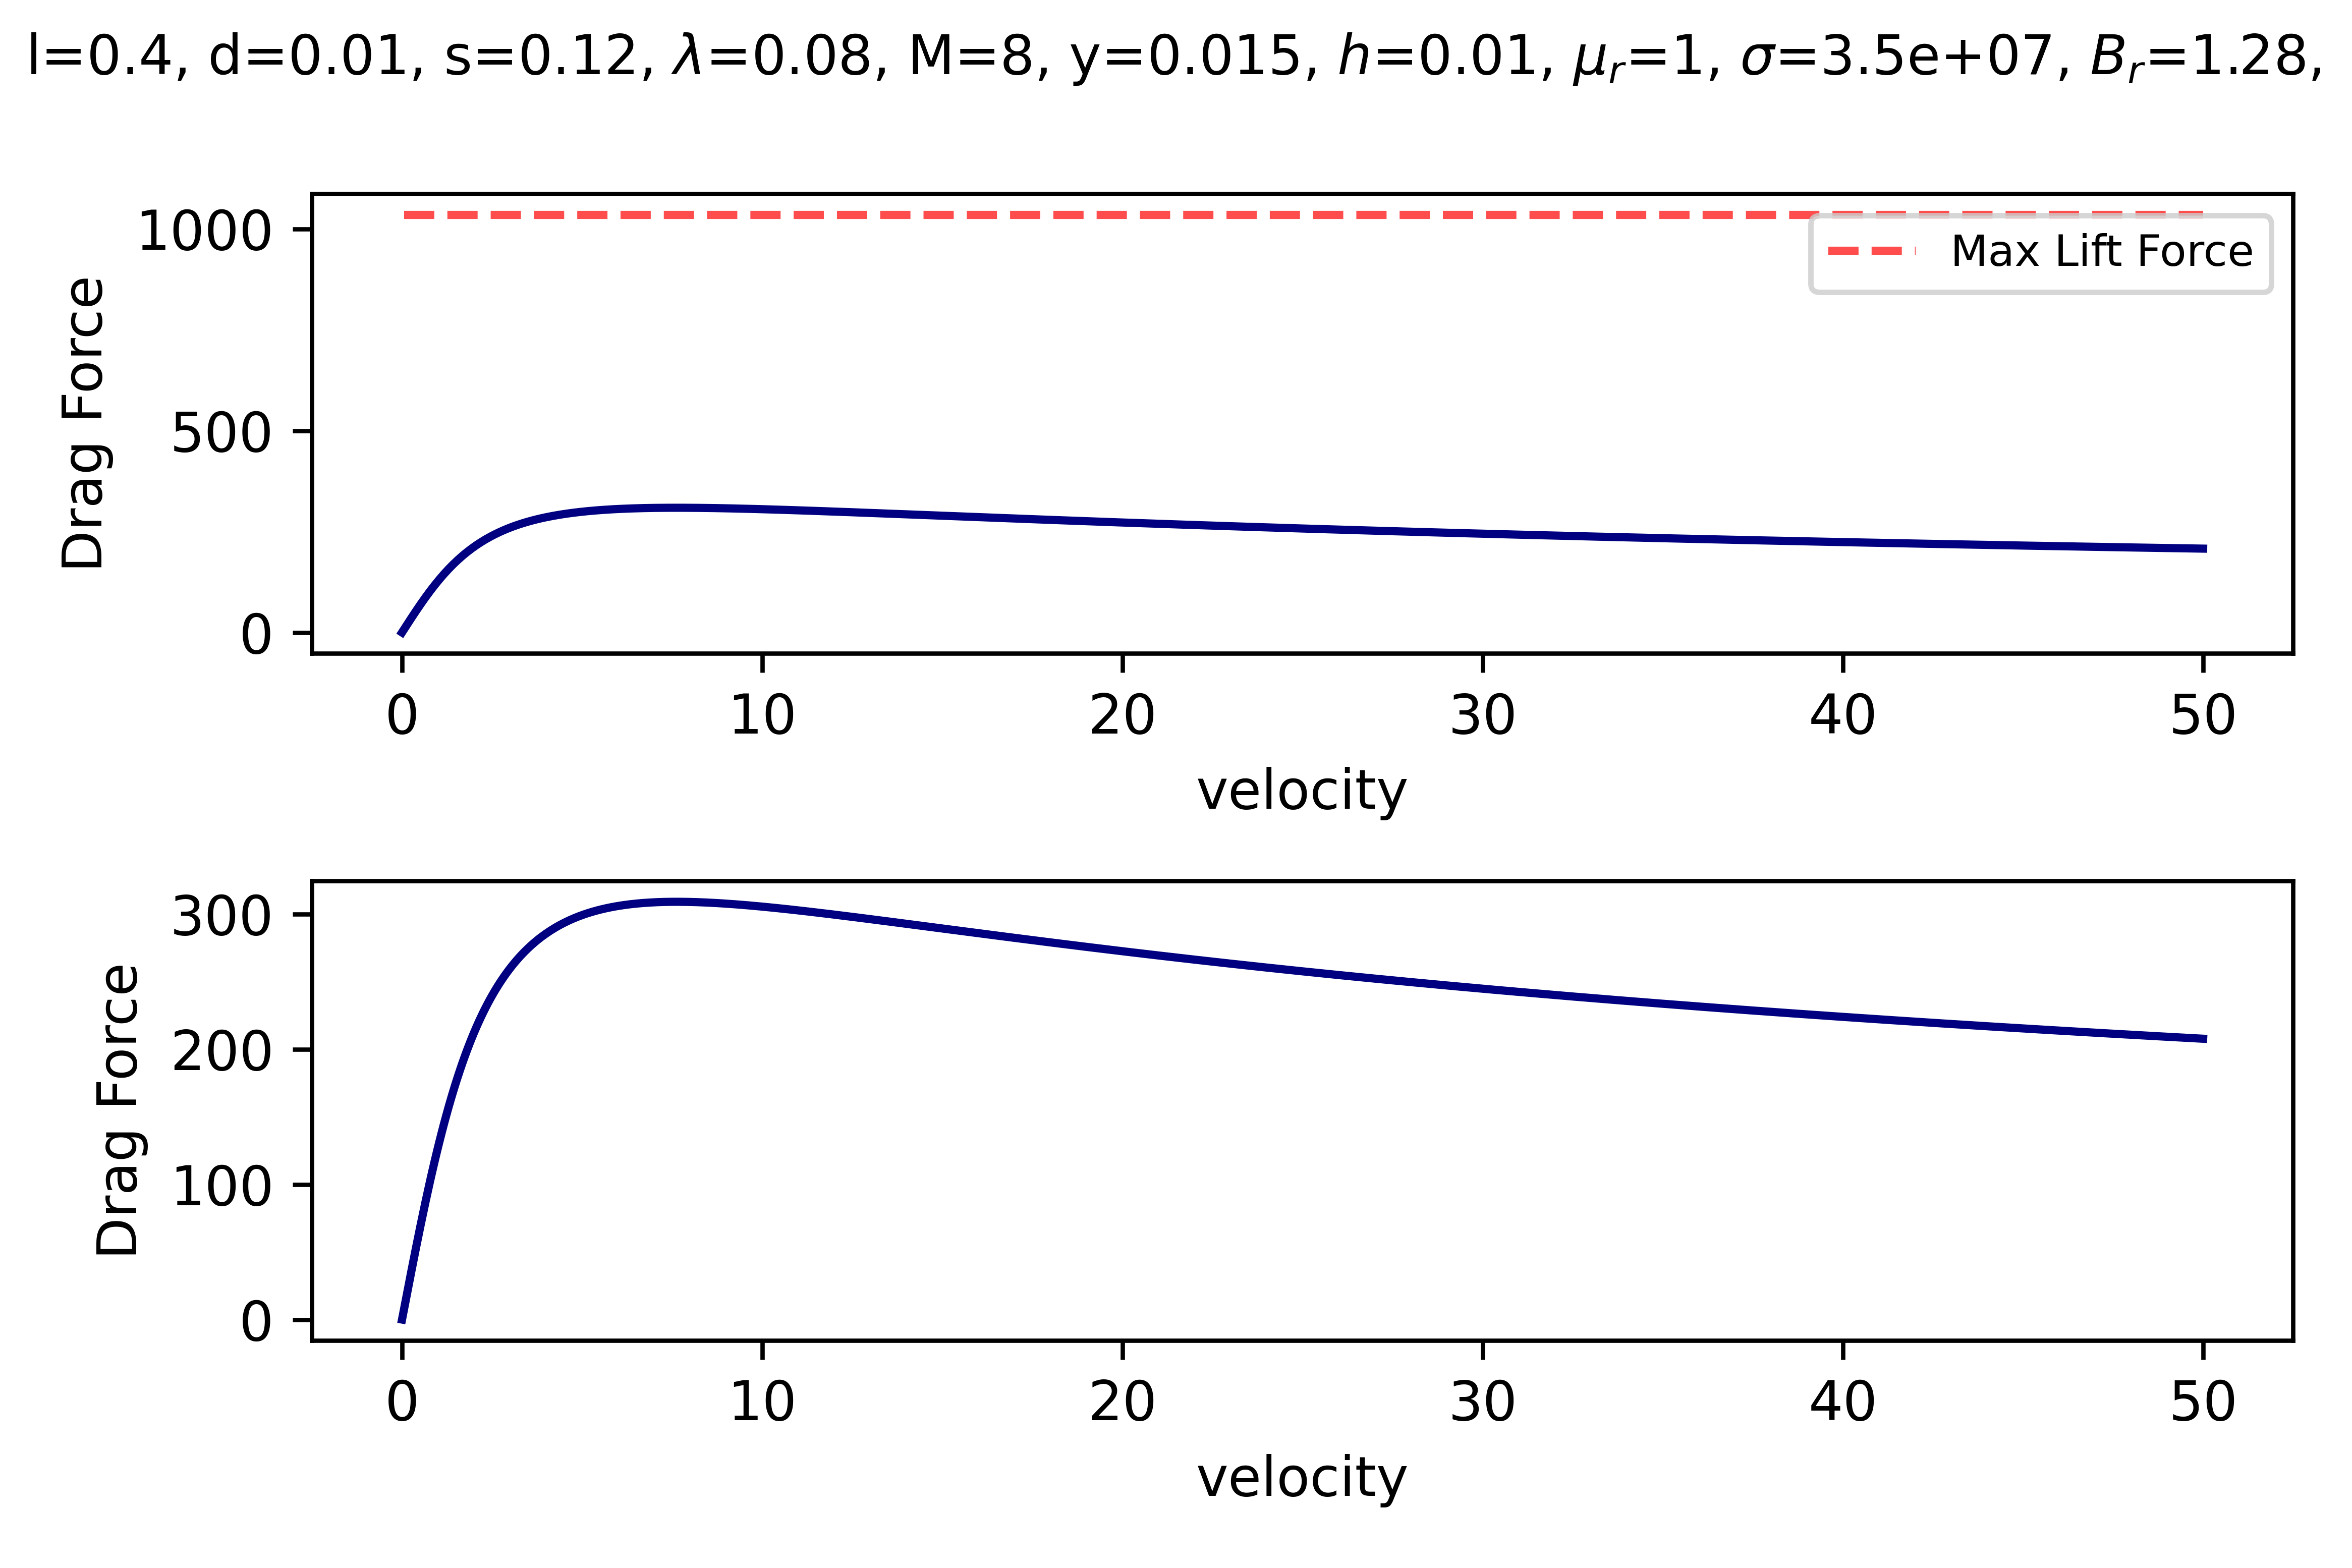 l=0.4, d=0.01, s=0.12, λ=0.08, M=8, y=0.015, h=0.01, μ_r=1, σ=3.5e+07, B_r=1.28,
1000
500
0
Drag Force
Max Lift Force
0 10 20 30 40 50
velocity
300
200
100
0
Drag Force
0 10 20 30 40 50
velocity